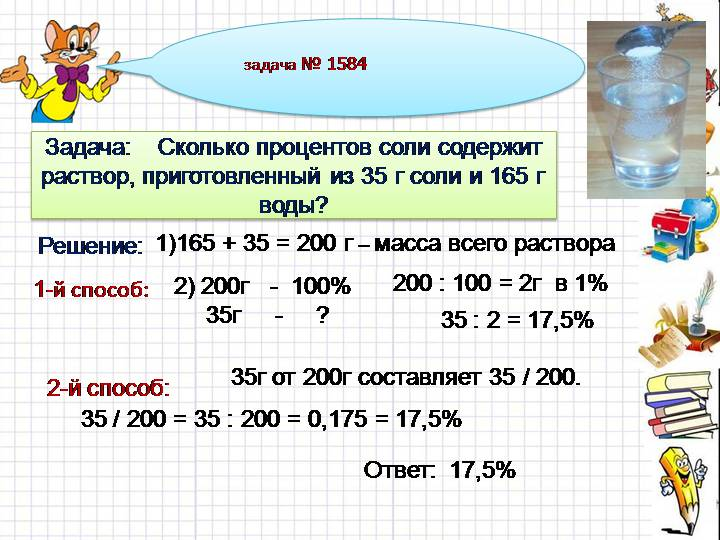 задача № 1584
Задача: Сколько процентов соли содержит
раствор, приготовленный из 35 г соли и 165 г
воды?
Решение: 1)165 + 35 = 200 г – масса всего раствора
1-й способ: 2) 200г - 100% 200 : 100 = 2г в 1%
35г - ? 35 : 2 = 17,5%
2-й способ: 35г от 200г составляет 35 / 200.
35 / 200 = 35 : 200 = 0,175 = 17,5%
Ответ: 17,5%